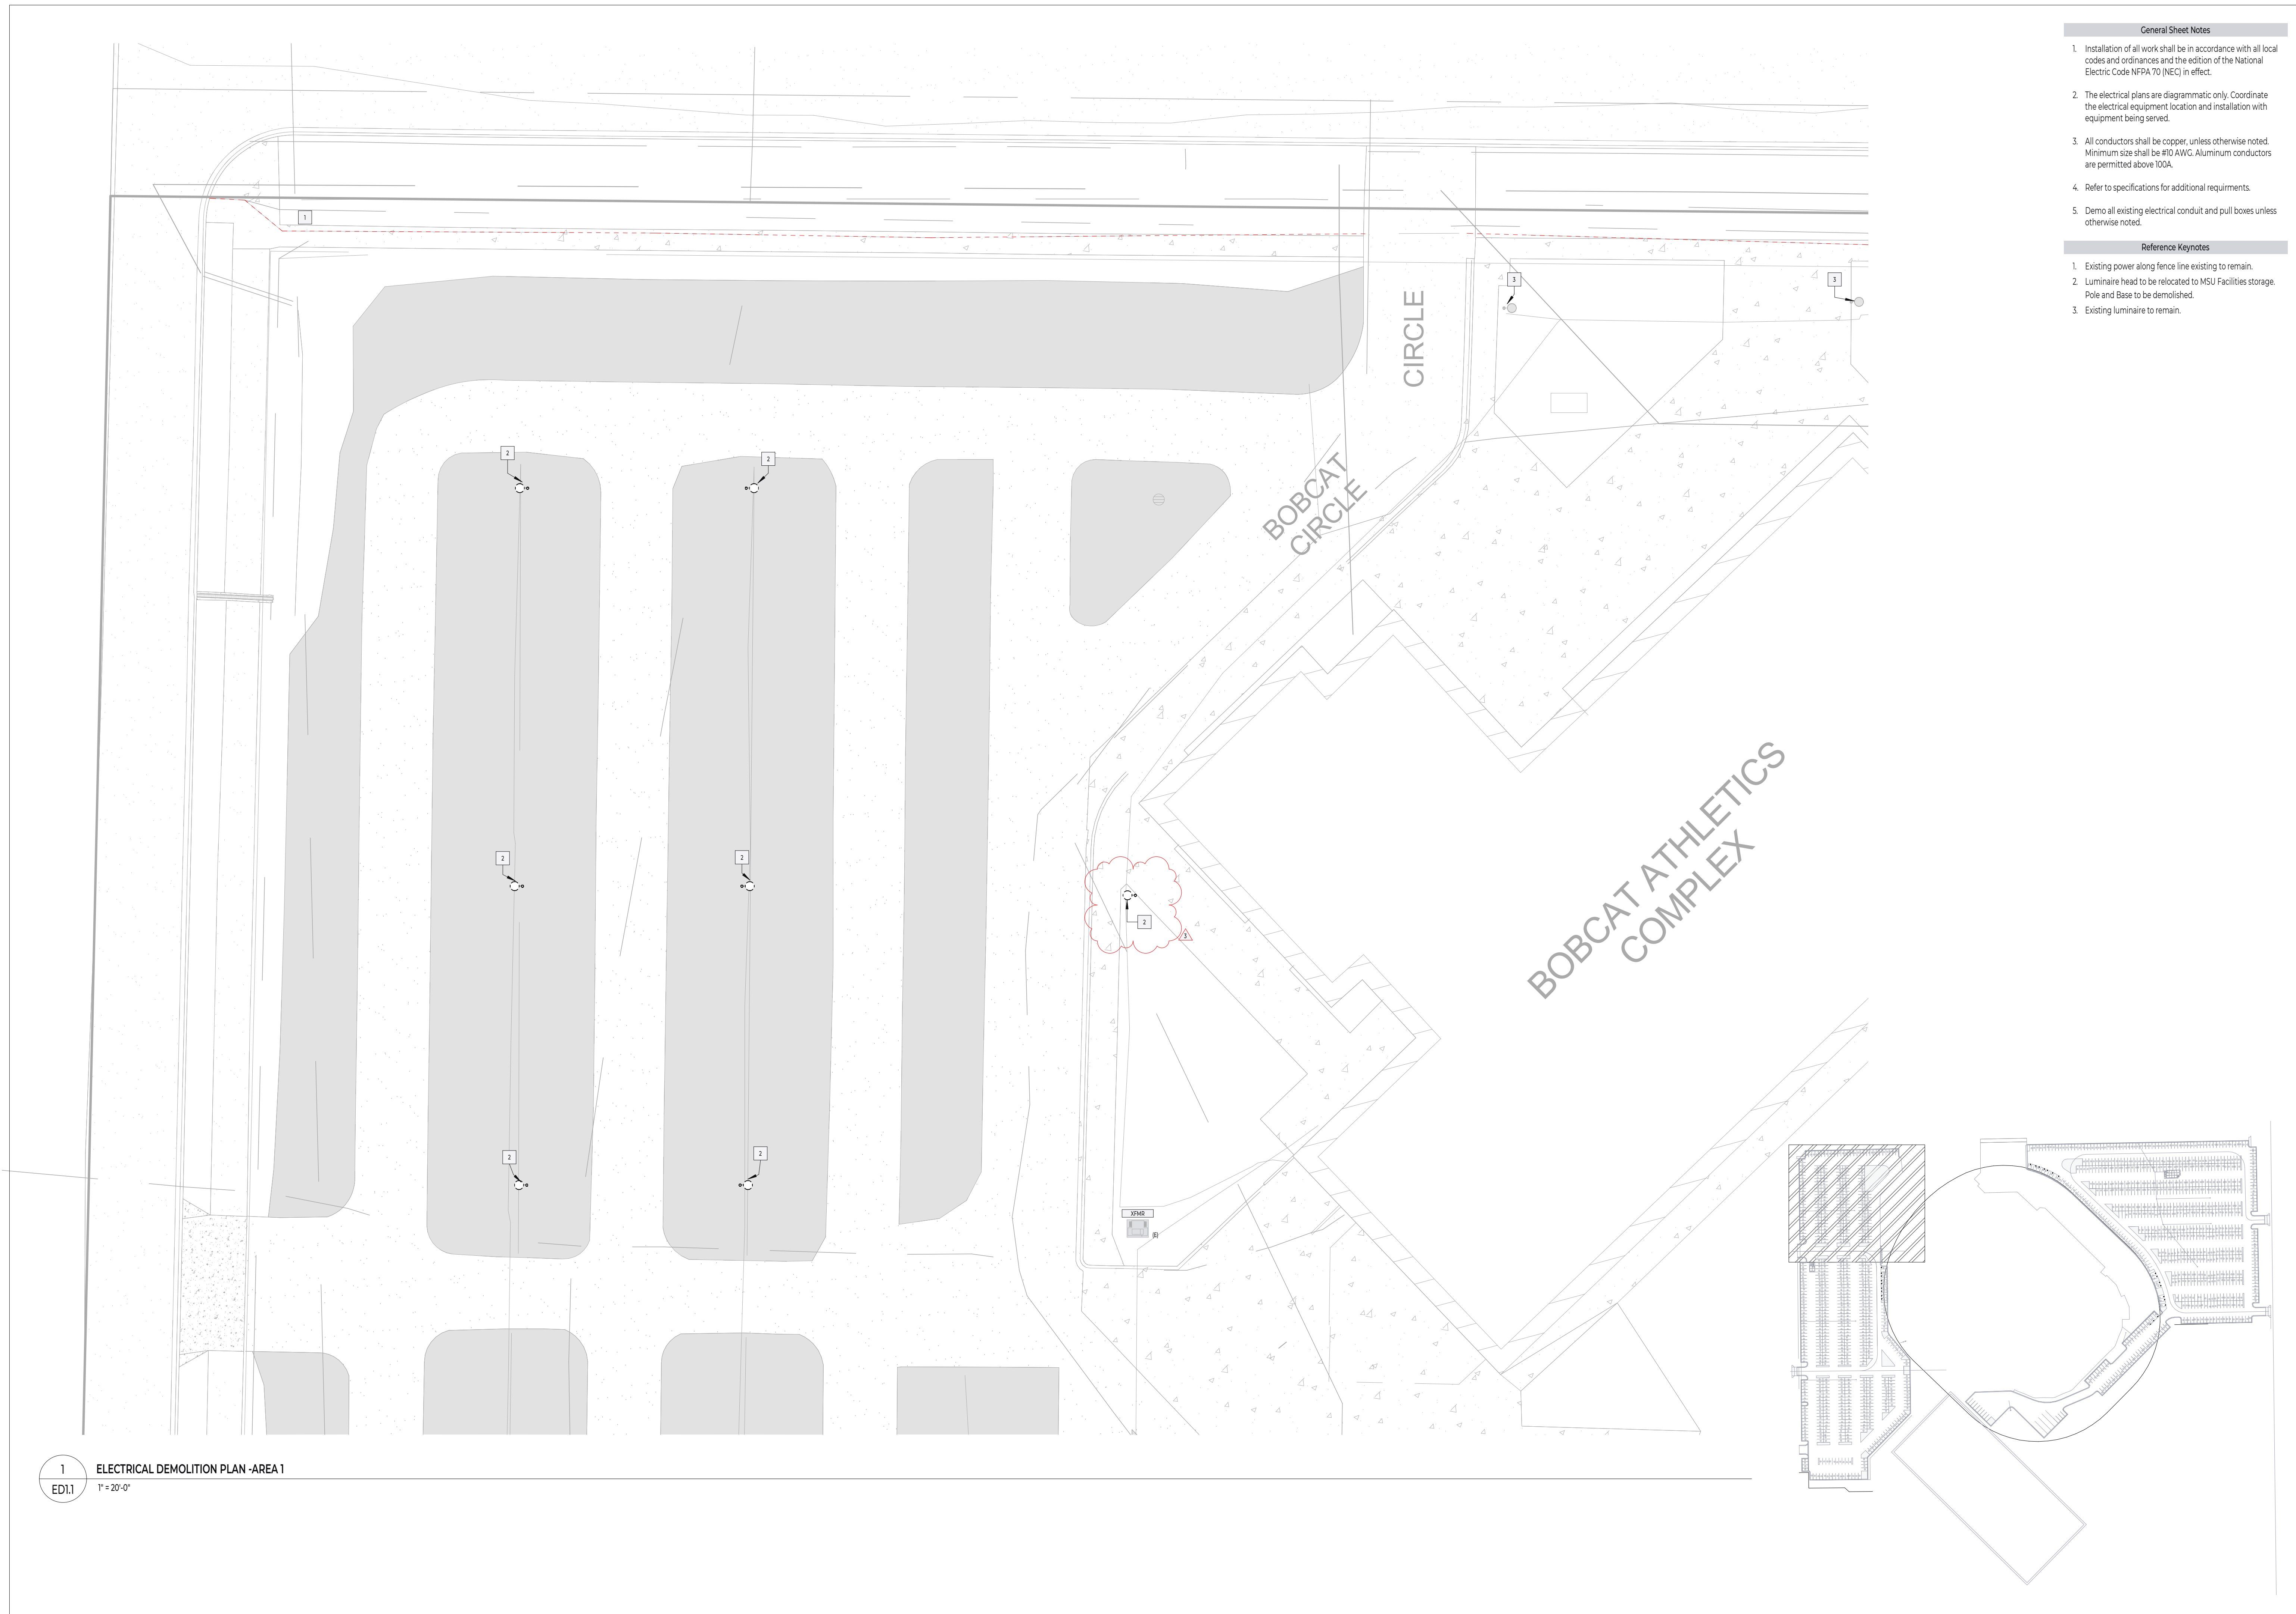 General Sheet Notes
1. Installation of all work shall be in accordance with all local
codes and ordinances and the edition of the National
Electric Code NFPA 70 (NEC) in effect.
2. The electrical plans are diagrammatic only. Coordinate
the electrical equipment location and installation with
equipment being served.
3. All conductors shall be copper, unless otherwise noted.
Minimum size shall be #10 AWG. Aluminum conductors
are permitted above 100A.
4. Refer to specifications for additional requirments.
5. Demo all existing electrical conduit and pull boxes unless
otherwise noted.
Reference Keynotes
1. Existing power along fence line existing to remain.
2. Luminaire head to be relocated to MSU Facilities storage.
Pole and Base to be demolished.
3. Existing luminaire to remain.
1
3
3
CIRCLE
2
2
BOBCAT
CIRCLE
2
2
BOBCAT ATHLETICS
COMPLEX
2
3
2
2
XFMR
(E)
1
ELECTRICAL DEMOLITION PLAN -AREA 1
ED1.1
1" = 20'-0"